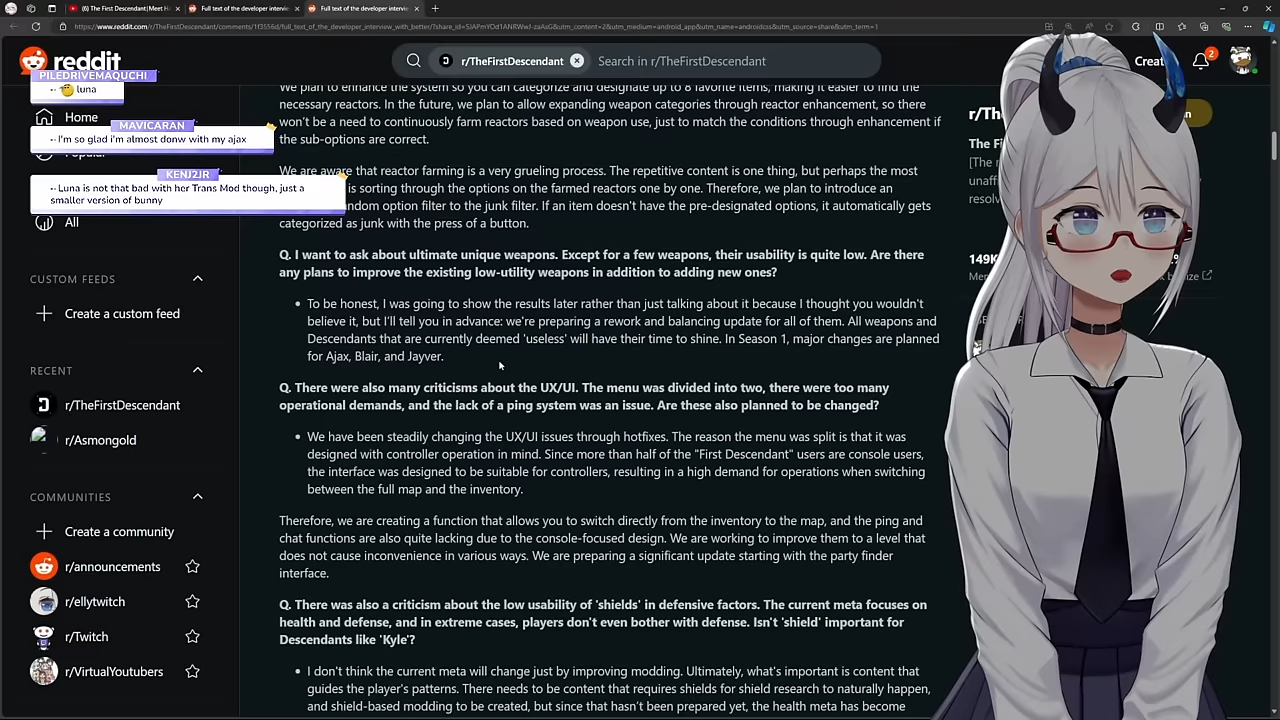 (6) The First Descendant| Meet H
Full text of the developer interview
Full text of the developer interview
reddit
r/TheFirstDescendant
Search in r/TheFirstDescendant
Creat
2
PILEDRIVEMAQUCHI
luna
Home
MAVICARAN
I'm so glad i'm almost donw with my ajax
KENJ2JR
Luna is not that bad with her Trans Mod though, just a
smaller version of bunny
All
CUSTOM FEEDS
Create a custom feed
RECENT
r/TheFirstDescendant
r/Asmongold
COMMUNITIES
Create a community
r/announcements
r/ellytwitch
r/Twitch
r/VirtualYoutubers
We plan to enhance the system so you can categorize and designate up to 8 favorite items, making it easier to find the
necessary reactors. In the future, we plan to allow expanding weapon categories through reactor enhancement, so there
won't be a need to continuously farm reactors based on weapon use, just to match the conditions through enhancement if
the sub-options are correct.
We are aware that reactor farming is a very grueling process. The repetitive content is one thing, but perhaps the most
is sorting through the options on the farmed reactors one by one. Therefore, we plan to introduce an
ndom option filter to the junk filter. If an item doesn't have the pre-designated options, it automatically gets
categorized as junk with the press of a button.
Q. I want to ask about ultimate unique weapons. Except for a few weapons, their usability is quite low. Are there
any plans to improve the existing low-utility weapons in addition to adding new ones?
To be honest, I was going to show the results later rather than just talking about it because I thought you wouldn't
believe it, but I'll tell you in advance: we're preparing a rework and balancing update for all of them. All weapons and
Descendants that are currently deemed 'useless' will have their time to shine. In Season 1, major changes are planned
for Ajax, Blair, and Jayver.
Q. There were also many criticisms about the UX/UI. The menu was divided into two, there were too many
operational demands, and the lack of a ping system was an issue. Are these also planned to be changed?
We have been steadily changing the UX/UI issues through hotfixes. The reason the menu was split is that it was
designed with controller operation in mind. Since more than half of the "First Descendant" users are console users,
the interface was designed to be suitable for controllers, resulting in a high demand for operations when switching
between the full map and the inventory.
Therefore, we are creating a function that allows you to switch directly from the inventory to the map, and the ping and
chat functions are also quite lacking due to the console-focused design. We are working to improve them to a level that
does not cause inconvenience in various ways. We are preparing a significant update starting with the party finder
interface.
Q. There was also a criticism about the low usability of 'shields' in defensive factors. The current meta focuses on
health and defense, and in extreme cases, players don't even bother with defense. Isn't 'shield' important for
Descendants like 'Kyle'?
I don't think the current meta will change just by improving modding. Ultimately, what's important is content that
guides the player's patterns. There needs to be content that requires shields for shield research to naturally happen,
and shield-based modding to be created, but since that hasn't been prepared yet, the health meta has become
r/Th
The Fi
[The r
unaff
resolv
149K